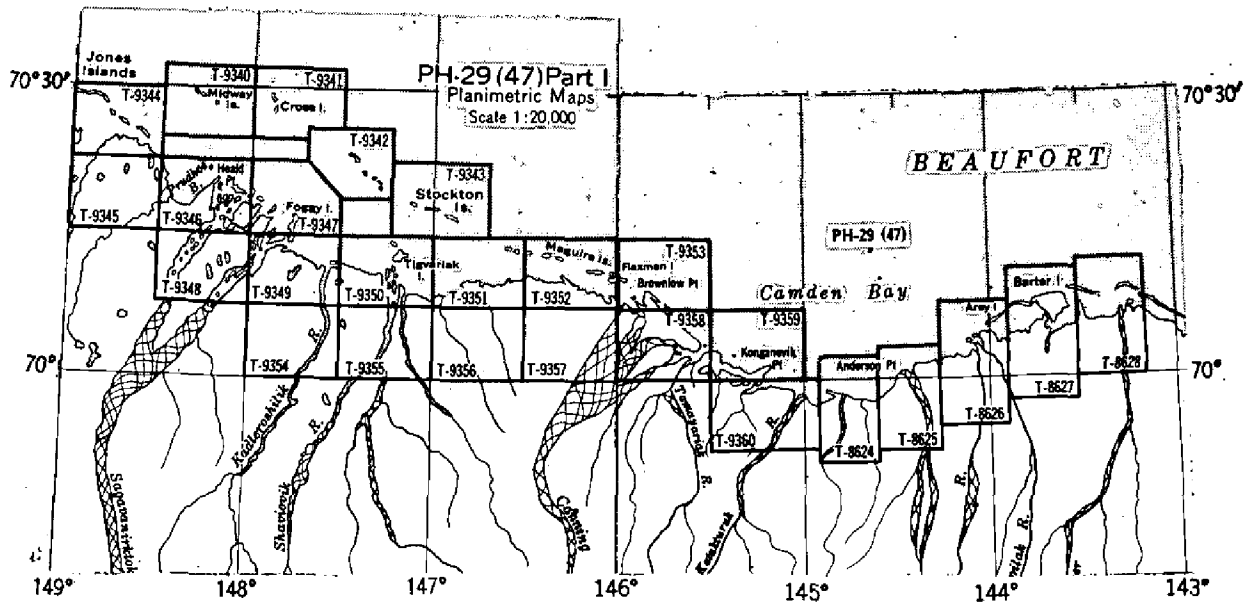 Jones
Islands
70°30'
T-9340
T-9341
PH-29 (47) Part I
Planimetric Maps
Scale 1:20,000
70°30'
T-9344
Midway
Is.
Cross I.
T-9342
BEAUFORT
T-9343
Prudhoe
B.
Heald
Pt
Stockton
Is.
T-9345
T-9346
Foggy I.
T-9347
PH-29 (47)
Tigvariak
I.
Maguire Is.
T-9353
Flaxman I
Brownlow Pt
Camden Bay
Barter I
T-9348
T-9349
T-9350
T-9351
T-9352
T-9358
T-9359
Arey I
R.
Konganevik
Pt
Anderson Pt
70°
T-9354
T-9355
T-9356
T-9357
T-8628
70°
T-8627
T-8626
T-9360
T-8624
T-8625
Kadleroshilik
R.
Shaviovik
Sagavanirktok
Canning
Tamayariak
R.
Katakturuk
R.
R.
R.
149°
148°
147°
146°
145°
144°
143°